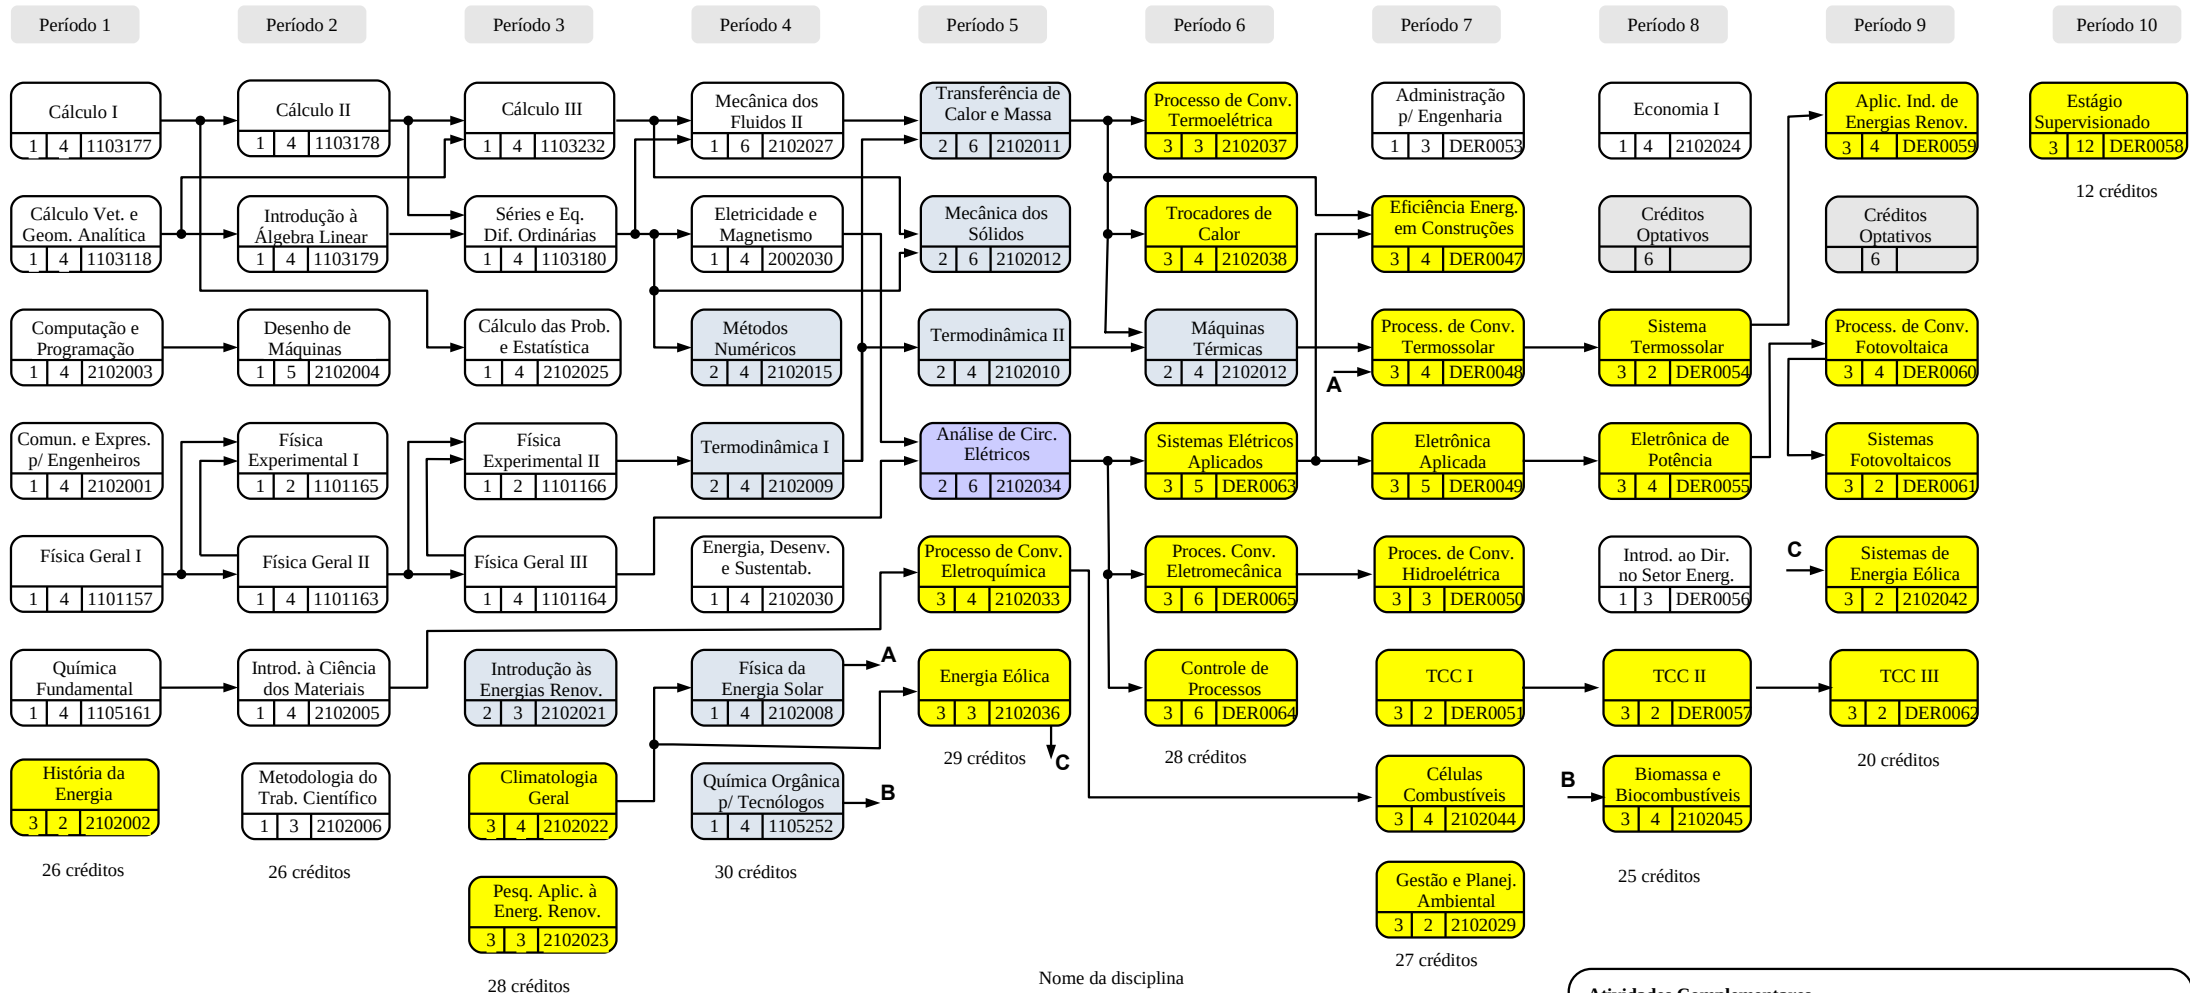 Período 1
Período 2
Período 3
Período 4
Período 5
Período 6
Período 7
Período 8
Período 9
Período 10
Cálculo I
1 4 1103177
Cálculo Vet. e
Geom. Analítica
1 4 1103118
Computação e
Programação
1 4 2102003
Comun. e Expres.
p/ Engenheiros
1 4 2102001
Física Geral I
1 4 1101157
Química
Fundamental
1 4 1105161
História da
Energia
3 2 2102002
26 créditos
Cálculo II
1 4 1103178
Introdução à
Álgebra Linear
1 4 1103179
Desenho de
Máquinas
1 5 2102004
Física
Experimental I
1 2 1101165
Física Geral II
1 4 1101163
Introd. à Ciência
dos Materiais
1 4 2102005
Metodologia do
Trab. Científico
1 3 2102006
26 créditos
Cálculo III
1 4 1103232
Séries e Eq.
Dif. Ordinárias
1 4 1103180
Cálculo das Prob.
e Estatística
1 4 2102025
Física
Experimental II
1 2 1101166
Física Geral III
1 4 1101164
Introdução às
Energias Renov.
2 3 2102021
Climatologia
Geral
3 4 2102022
Pesq. Aplic. à
Energ. Renov.
3 3 2102023
28 créditos
Mecânica dos
Fluidos II
1 6 2102027
Eletricidade e
Magnetismo
1 4 2002030
Métodos
Numéricos
2 4 2102015
Termodinâmica I
2 4 2102009
Energia, Desenv.
e Sustentab.
1 4 2102030
Física da
Energia Solar
1 4 2102008
A
Química Orgânica
p/ Tecnólogos
1 4 1105252
B
30 créditos
Transferência de
Calor e Massa
2 6 2102011
Mecânica dos
Sólidos
2 6 2102012
Termodinâmica II
2 4 2102010
Análise de Circ.
Elétricos
2 6 2102034
Processo de Conv.
Eletroquímica
3 4 2102033
Energia Eólica
3 3 2102036
C
29 créditos
Processo de Conv.
Termoelétrica
3 3 2102037
Trocadores de
Calor
3 4 2102038
Máquinas
Térmicas
2 4 2102012
Sistemas Elétricos
Aplicados
3 5 DER0063
Proces. Conv.
Eletromecânica
3 6 DER0065
Controle de
Processos
3 6 DER0064
28 créditos
Administração
p/ Engenharia
1 3 DER0053
Eficiência Energ.
em Construções
3 4 DER0047
Process. de Conv.
Termossolar
3 4 DER0048
A
Eletrônica
Aplicada
3 5 DER0049
Proces. de Conv.
Hidroelétrica
3 3 DER0050
TCC I
3 2 DER0051
Células
Combustíveis
3 4 2102044
Gestão e Planej.
Ambiental
3 2 2102029
27 créditos
Economia I
1 4 2102024
Créditos
Optativos
6
Sistema
Termossolar
3 2 DER0054
Eletrônica de
Potência
3 4 DER0055
Introd. ao Dir.
no Setor Energ.
1 3 DER0056
TCC II
3 2 DER0057
B
Biomassa e
Biocombustíveis
3 4 2102045
25 créditos
Aplic. Ind. de
Energias Renov.
3 4 DER0059
Créditos
Optativos
6
Process. de Conv.
Fotovoltaica
3 4 DER0060
Sistemas
Fotovoltaicos
3 2 DER0061
C
Sistemas de
Energia Eólica
3 2 2102042
TCC III
3 2 DER0062
20 créditos
Estágio
Supervisionado
3 12 DER0058
12 créditos
Nome da disciplina
Atividades Complementares